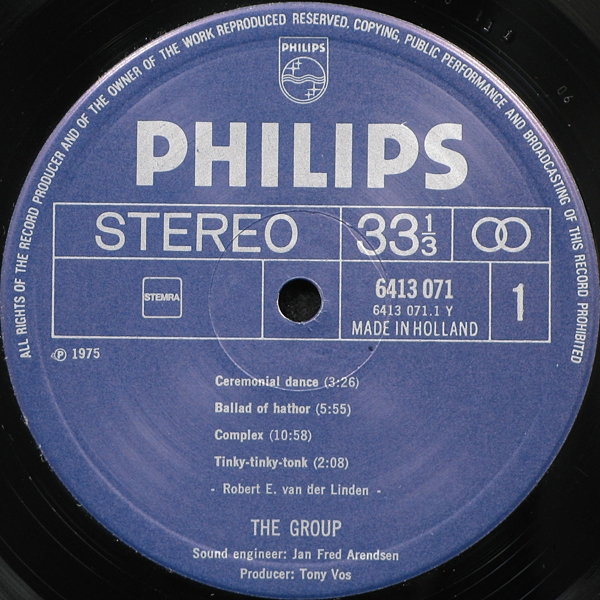 ALL RIGHTS OF THE RECORD PRODUCER AND OF THE OWNER OF THE WORK REPRODUCED RESERVED. COPYING, PUBLIC PERFORMANCE AND BROADCASTING OF THIS RECORD PROHIBITED
PHILIPS
PHILIPS
STEREO 33 1/3
STEMRA
6413 071
6413 071.1 Y
MADE IN HOLLAND
1
℗ 1975
Ceremonial dance (3:26)
Ballad of hathor (5:55)
Complex (10:58)
Tinky-tinky-tonk (2:08)
- Robert E. van der Linden -
THE GROUP
Sound engineer: Jan Fred Arendsen
Producer: Tony Vos